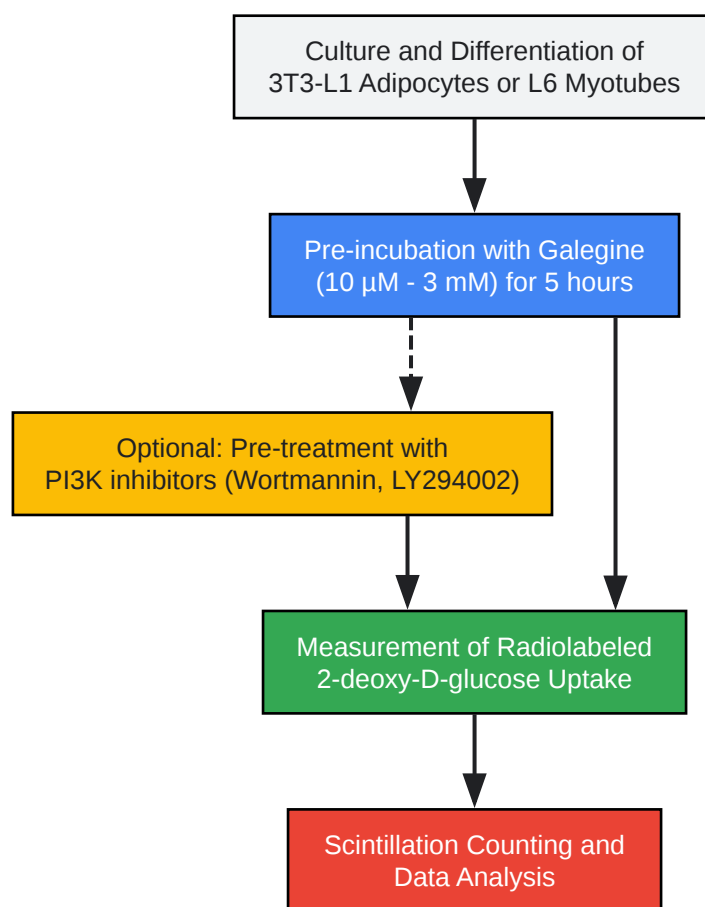 Culture and Differentiation of
3T3-L1 Adipocytes or L6 Myotubes
Pre-incubation with Galegine
(10 µM - 3 mM) for 5 hours
Optional: Pre-treatment with
PI3K inhibitors (Wortmannin, LY294002)
Measurement of Radiolabeled
2-deoxy-D-glucose Uptake
Scintillation Counting and
Data Analysis